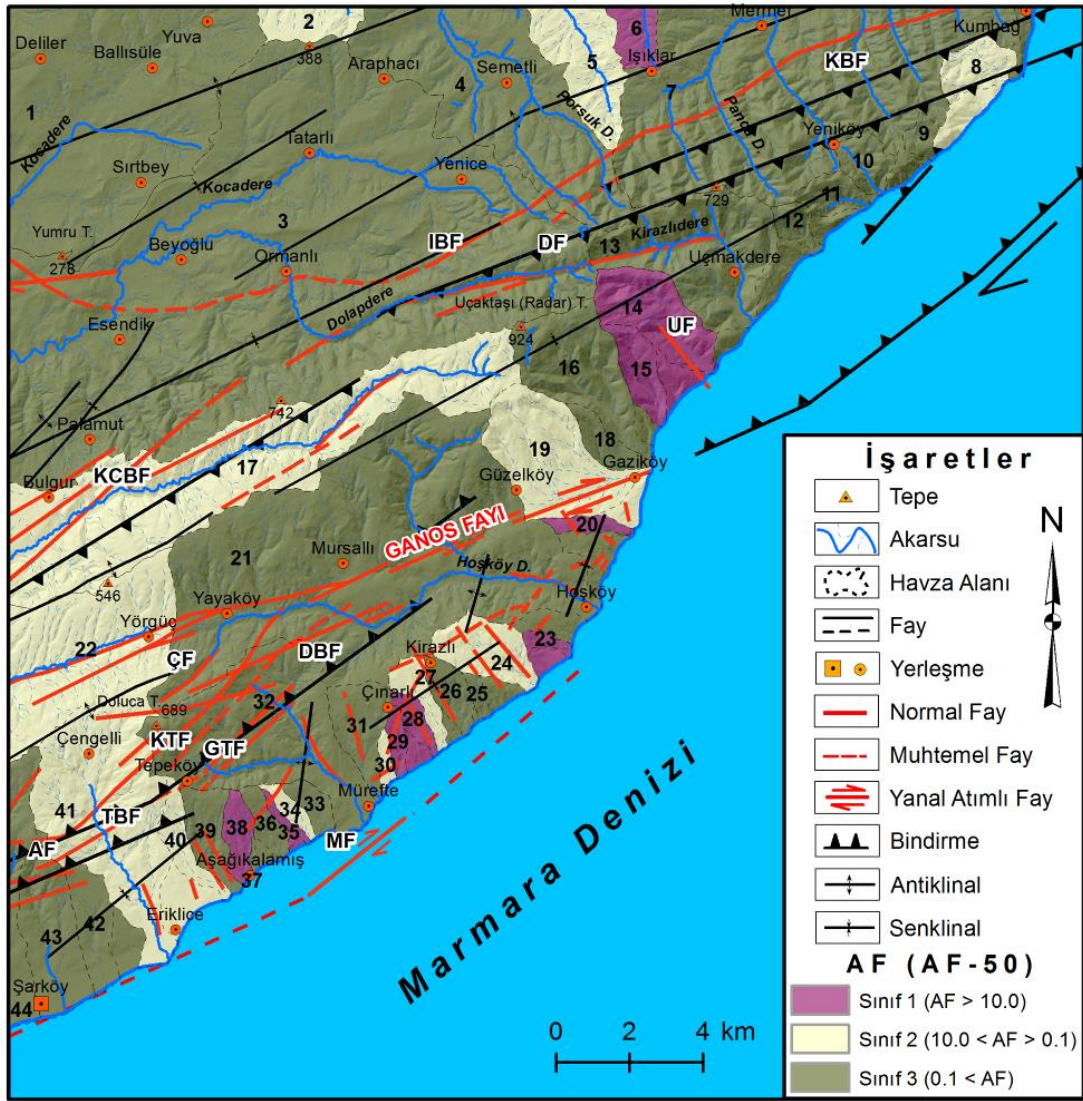 Deliler
Yuva
Ballısüle
2
388
Araphacı
4
Semetli
5
6
Işıklar
Mermer
KBF
Kumbağ
8
1
Kocadere
Porsuk D.
7
Panoz D.
Yeniköy
9
Tatarlı
Sırtbey
Kocadere
Yenice
729
10
11
12
3
Yumru T.
278
Beyoğlu
Ormanlı
IBF
DF
13
Kirazlıdere
Uçmakdere
Dolapdere
Uçaktaşı (Radar) T.
924
14
UF
Esendik
16
15
742
Palamut
KCBF
17
Bulgur
19
18
Güzelköy
Gaziköy
GANOS FAYI
20
21
Mursallı
Hoşköy D.
546
Yayaköy
Hoşköy
Yörgüç
22
ÇF
DBF
Kirazlı
23
24
27
26
25
Doluca T.
689
32
Çınarlı
31
28
29
30
KTF
GTF
Çengelli
Tepeköy
Mürefte
41
TBF
34
33
40
39
38
36
35
MF
AF
Aşağıkalamış
37
42
Eriklice
43
Şarköy
44
Marmara Denizi
0 2 4 km
N
İşaretler
Tepe
Akarsu
Havza Alanı
Fay
Yerleşme
Normal Fay
Muhtemel Fay
Yanal Atımlı Fay
Bindirme
Antiklinal
Senklinal
AF (AF-50)
Sınıf 1 (AF > 10.0)
Sınıf 2 (10.0 < AF > 0.1)
Sınıf 3 (0.1 < AF)